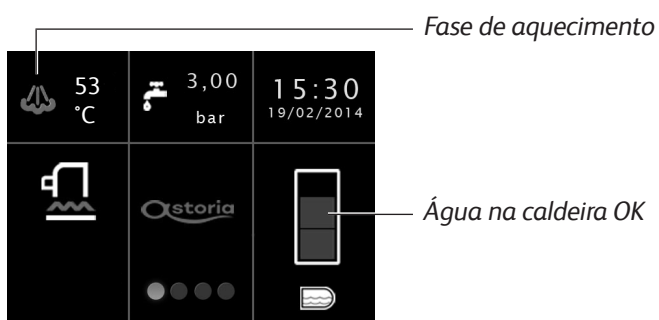 Fase de aquecimento
53
°C
3,00
bar
15:30
19/02/2014
astoria
Água na caldeira OK